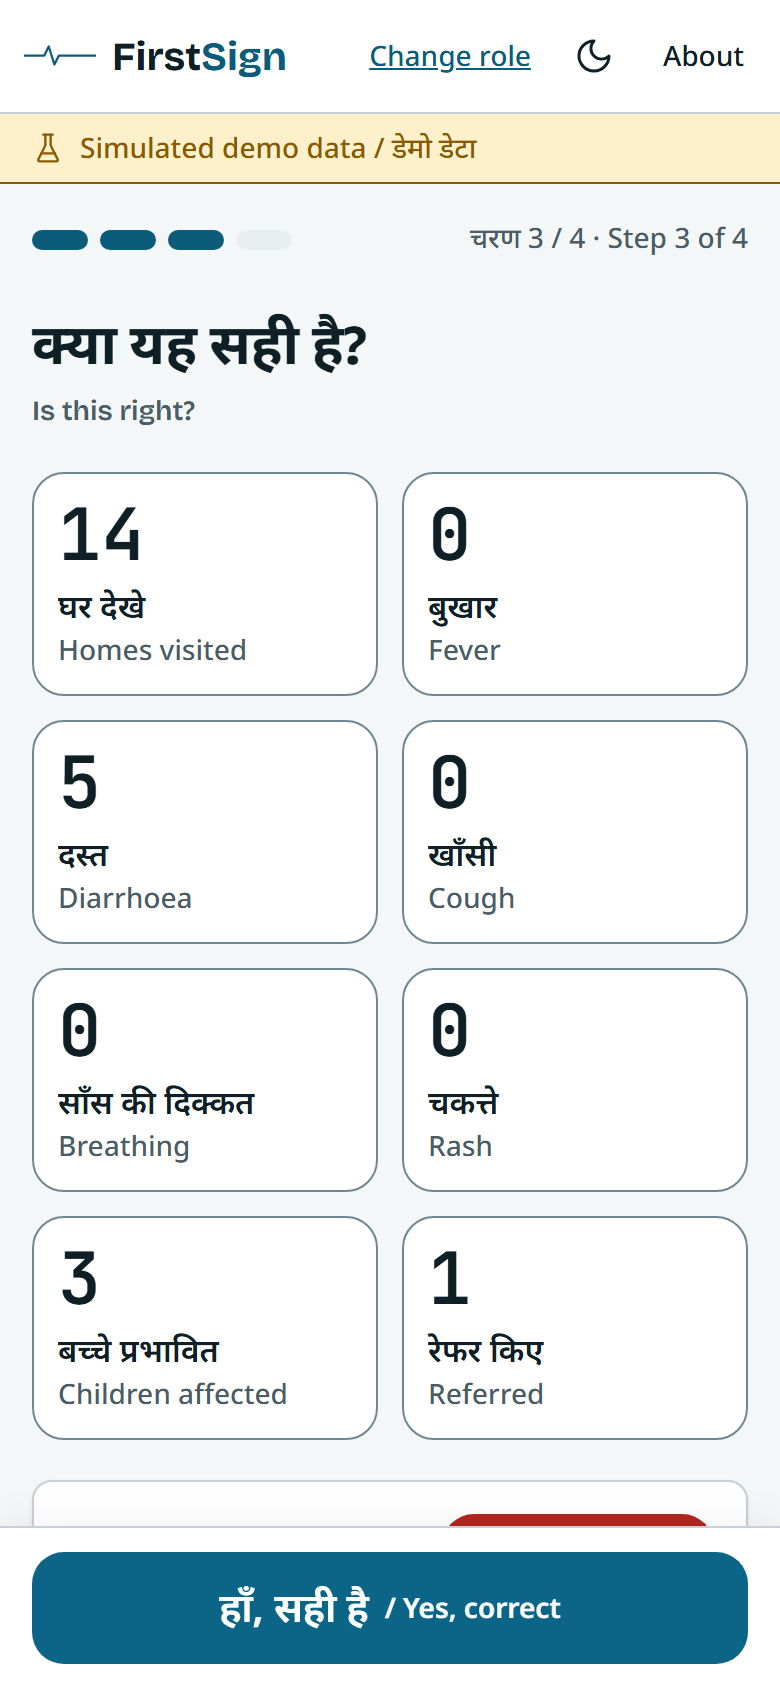 FirstSign Change role About
Simulated demo data / डेमो डेटा
चरण 3 / 4 · Step 3 of 4
क्या यह सही है?
Is this right?
14
घर देखे
Homes visited
0
बुखार
Fever
5
दस्त
Diarrhoea
0
खाँसी
Cough
0
साँस की दिक्कत
Breathing
0
चकत्ते
Rash
3
बच्चे प्रभावित
Children affected
1
रेफर किए
Referred
हाँ, सही है / Yes, correct